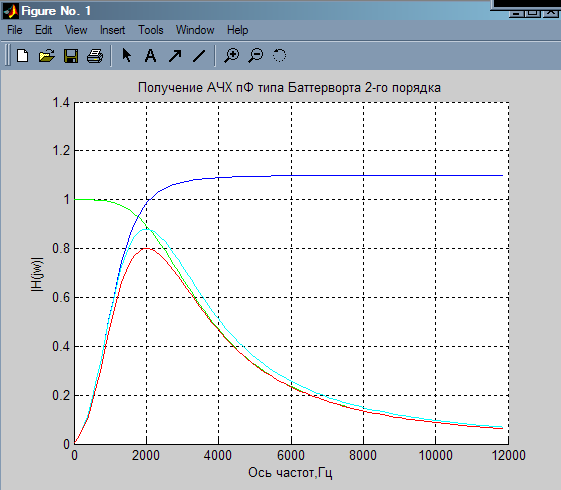 Figure No. 1
File Edit View Insert Tools Window Help
A
Получение АЧХ пФ типа Баттерворта 2-го порядка
1.4
1.2
1
0.8
0.6
0.4
0.2
0
|H(jw)|
0 2000 4000 6000 8000 10000 12000
Ось частот,Гц